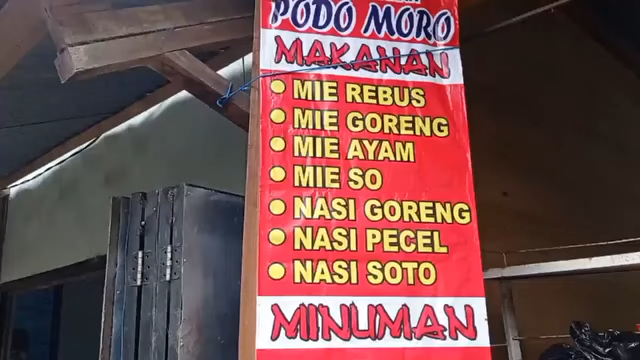 PODO MORO
MAKANAN
MIE REBUS
MIE GORENG
MIE AYAM
MIE SO
NASI GORENG
NASI PECEL
NASI SOTO
MINUMAN